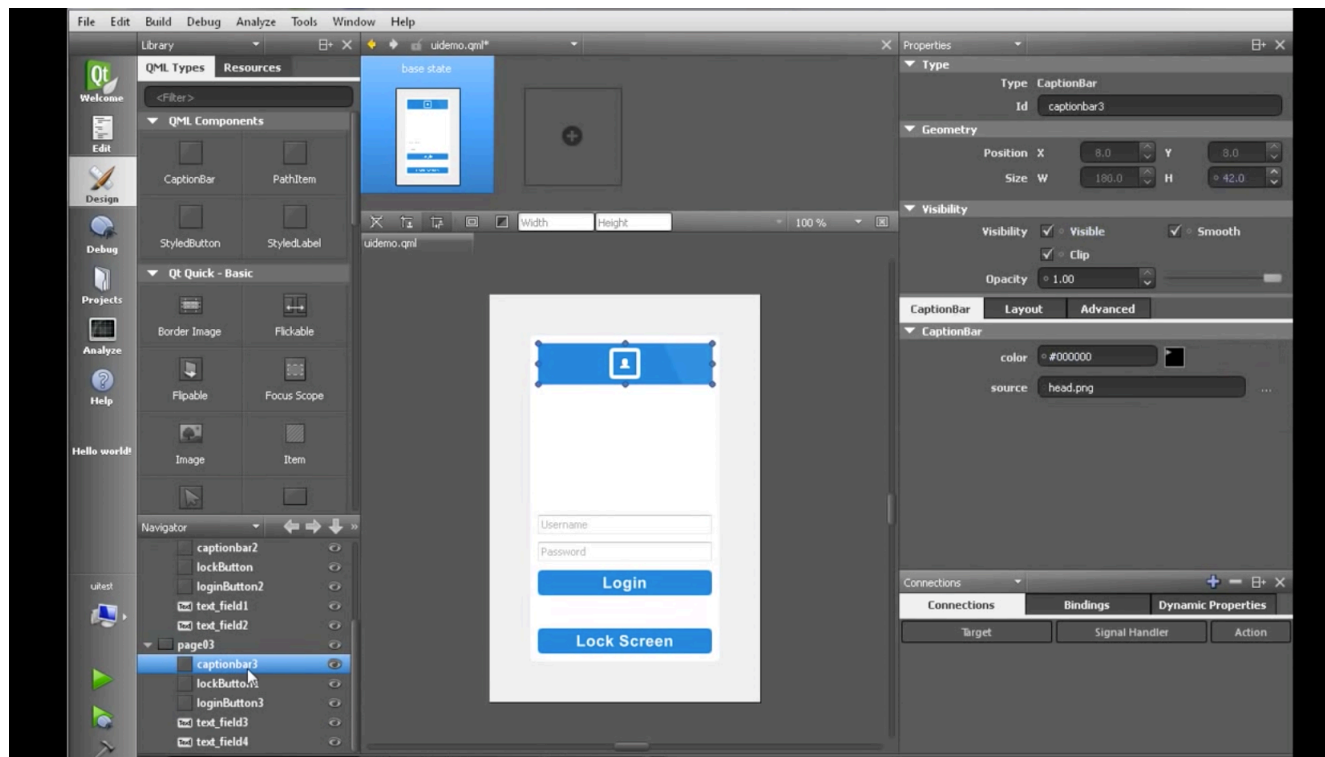 File Edit Build Debug Analyze Tools Window Help
Library
uidemo.qml*
Properties
QML Types Resources
<Filter>
QML Components
CaptionBar PathItem
StyledButton StyledLabel
Qt Quick - Basic
Border Image Flickable
Flipable Focus Scope
Image Item
Qt
Welcome
Edit
Design
Debug
Projects
Analyze
Help
Hello world!
uitest
Navigator
captionbar2
lockButton
loginButton2
text_field1
text_field2
page03
captionbar3
loginButton3
text_field3
text_field4
base state
Width Height 100 %
uidemo.qml
Username
Password
Login
Lock Screen
Type
Type CaptionBar
Id captionbar3
Geometry
Position X 8.0 Y 8.0
Size W 186.0 H 42.0
Visibility
Visibility Visible Smooth
Clip
Opacity 1.00
CaptionBar Layout Advanced
CaptionBar
color #000000
source head.png ...
Connections
Connections Bindings Dynamic Properties
Target Signal Handler Action